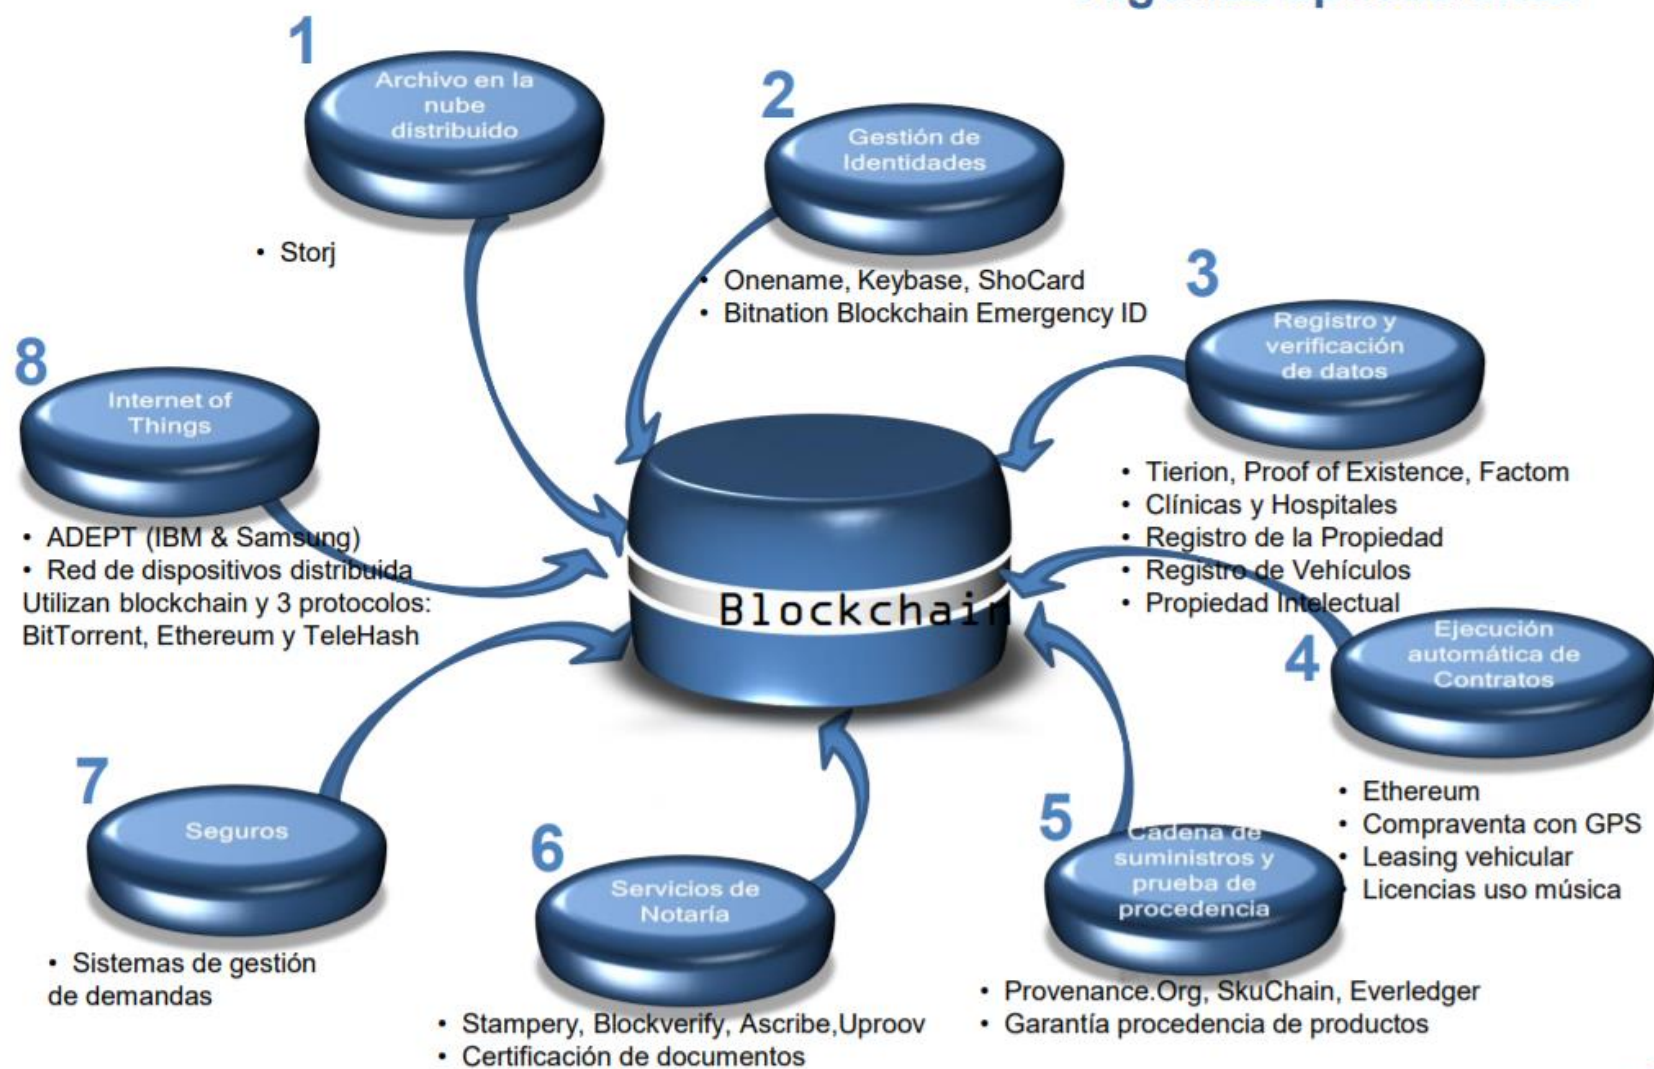 1
Archivo en la
nube
distribuido
• Storj
2
Gestión de
Identidades
• Onename, Keybase, ShoCard
• Bitnation Blockchain Emergency ID
3
Registro y
verificación
de datos
• Tierion, Proof of Existence, Factom
• Clínicas y Hospitales
• Registro de la Propiedad
• Registro de Vehículos
• Propiedad Intelectual
8
Internet of
Things
• ADEPT (IBM & Samsung)
• Red de dispositivos distribuida
Utilizan blockchain y 3 protocolos:
BitTorrent, Ethereum y TeleHash
Blockchain
4
Ejecución
automática de
Contratos
• Ethereum
• Compraventa con GPS
• Leasing vehicular
• Licencias uso música
5
Cadena de
suministros y
prueba de
procedencia
• Provenance.Org, SkuChain, Everledger
• Garantía procedencia de productos
6
Servicios de
Notaría
• Stampery, Blockverify, Ascribe,Uproov
• Certificación de documentos
7
Seguros
• Sistemas de gestión
de demandas